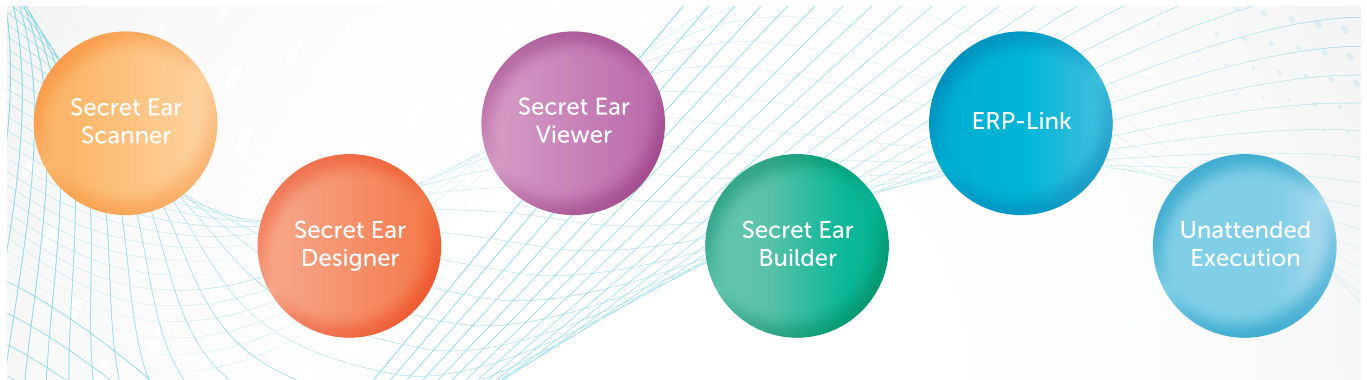 Secret Ear
Scanner
Secret Ear
Designer
Secret Ear
Viewer
Secret Ear
Builder
ERP-Link
Unattended
Execution